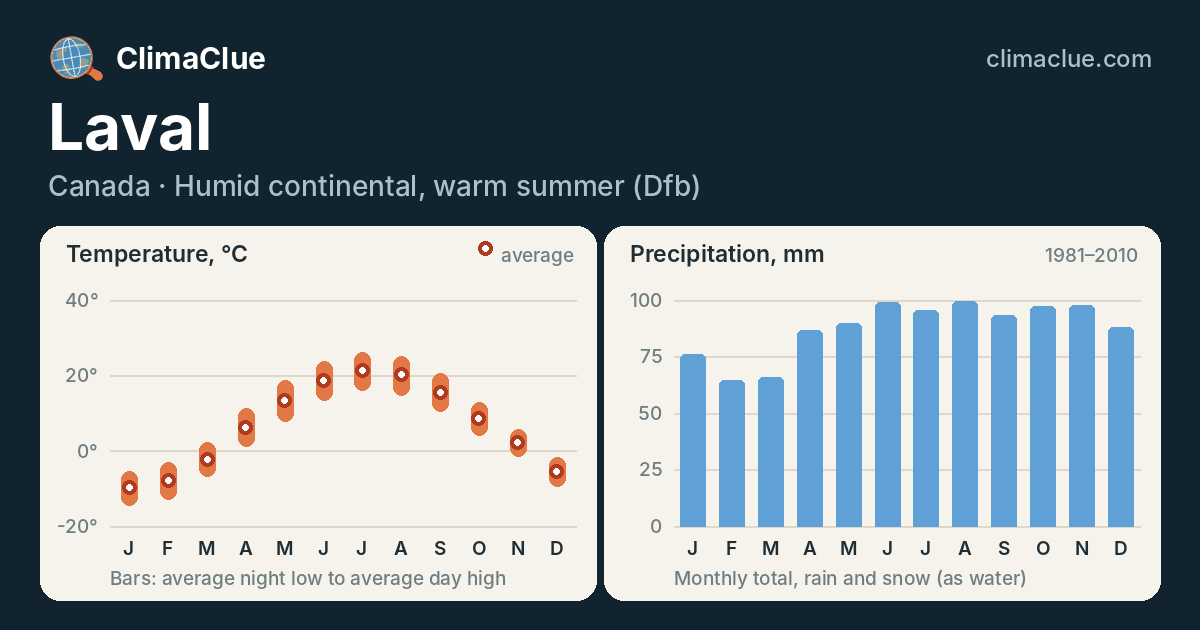 ClimaClue
climaclue.com
Laval
Canada · Humid continental, warm summer (Dfb)
Temperature, °C
average
40°
20°
0°
-20°
J F M A M J J A S O N D
Bars: average night low to average day high
Precipitation, mm
1981–2010
100
75
50
25
0
J F M A M J J A S O N D
Monthly total, rain and snow (as water)